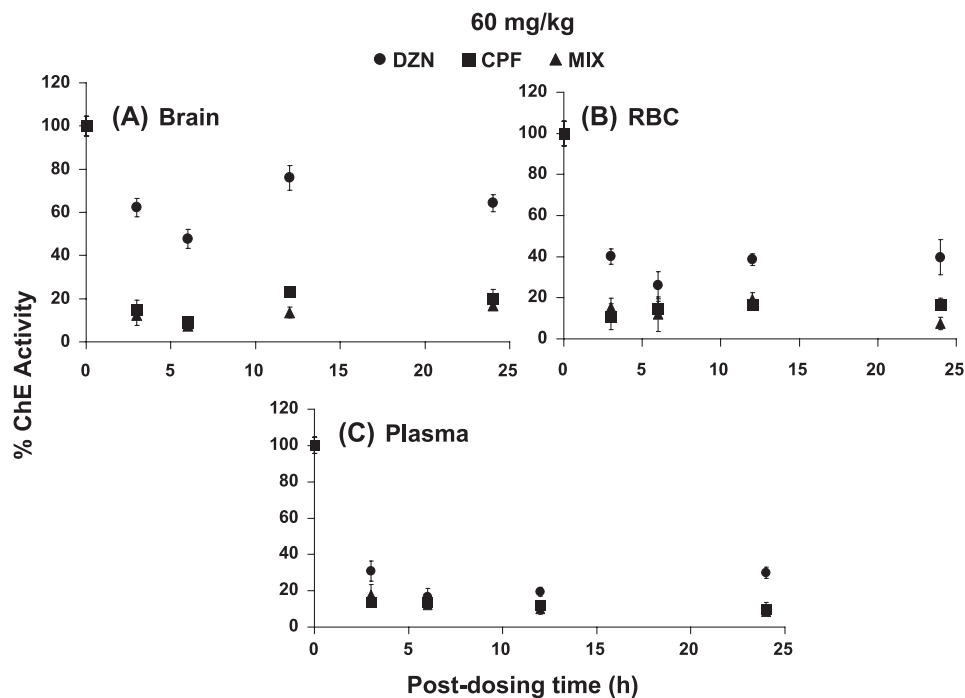 60 mg/kg
DZN CPF MIX
(A) Brain
120
100
80
60
40
20
0
0 5 10 15 20 25
(B) RBC
120
100
80
60
40
20
0
0 5 10 15 20 25
% ChE Activity
(C) Plasma
120
100
80
60
40
20
0
0 5 10 15 20 25
Post-dosing time (h)